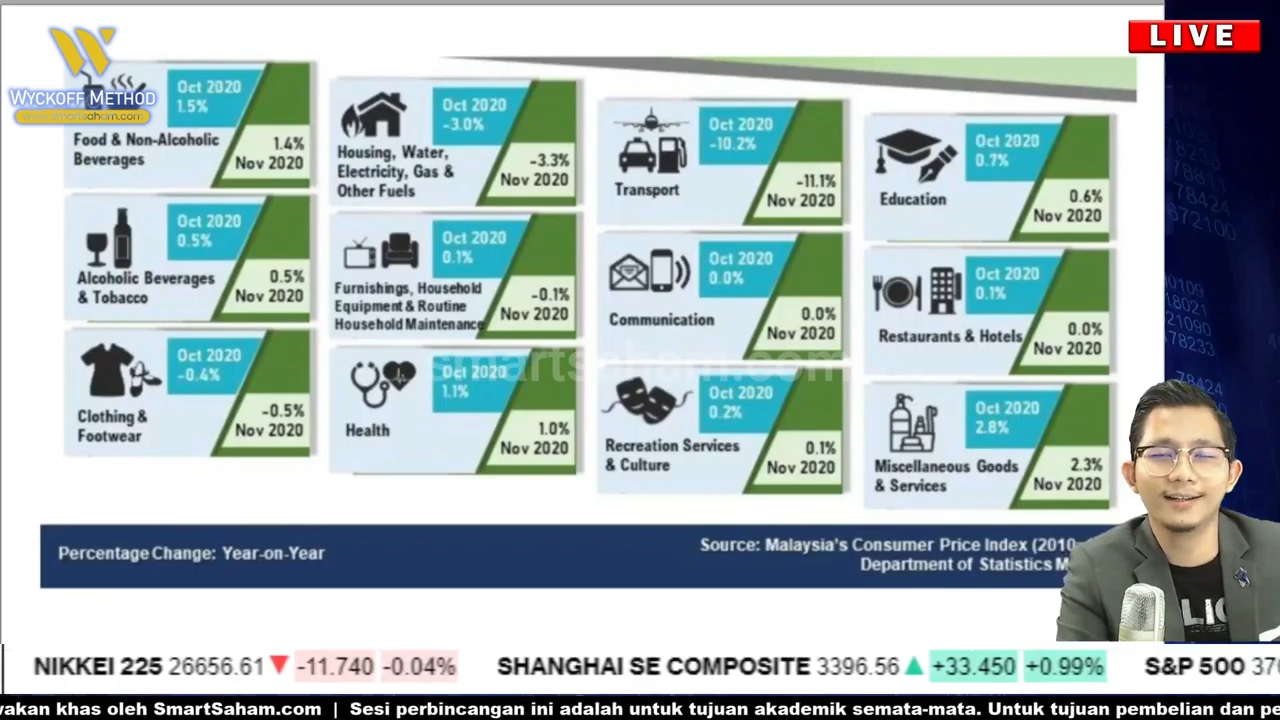 WYCKOFF METHOD
www.smartsaham.com
LIVE
Oct 2020
1.5%
Food & Non-Alcoholic
Beverages
1.4%
Nov 2020
Oct 2020
0.5%
Alcoholic Beverages
& Tobacco
0.5%
Nov 2020
Oct 2020
-0.4%
Clothing &
Footwear
-0.5%
Nov 2020
Oct 2020
-3.0%
Housing, Water,
Electricity, Gas &
Other Fuels
-3.3%
Nov 2020
Oct 2020
0.1%
Furnishings, Household
Equipment & Routine
Household Maintenance
-0.1%
Nov 2020
Oct 2020
1.1%
Health
1.0%
Nov 2020
Oct 2020
-10.2%
Transport
-11.1%
Nov 2020
Oct 2020
0.0%
Communication
0.0%
Nov 2020
Oct 2020
0.2%
Recreation Services
& Culture
0.1%
Nov 2020
Oct 2020
0.7%
Education
0.6%
Nov 2020
Oct 2020
0.1%
Restaurants & Hotels
0.0%
Nov 2020
Oct 2020
2.8%
Miscellaneous Goods
& Services
2.3%
Nov 2020
smartsaham.com
Percentage Change: Year-on-Year
Source: Malaysia's Consumer Price Index (2010
Department of Statistics M
NIKKEI 225 26656.61 ▼ -11.740 -0.04% SHANGHAI SE COMPOSITE 3396.56 ▲ +33.450 +0.99% S&P 500 370
vakan khas oleh SmartSaham.com | Sesi perbincangan ini adalah untuk tujuan akademik semata-mata. Untuk tujuan pembelian dan pe